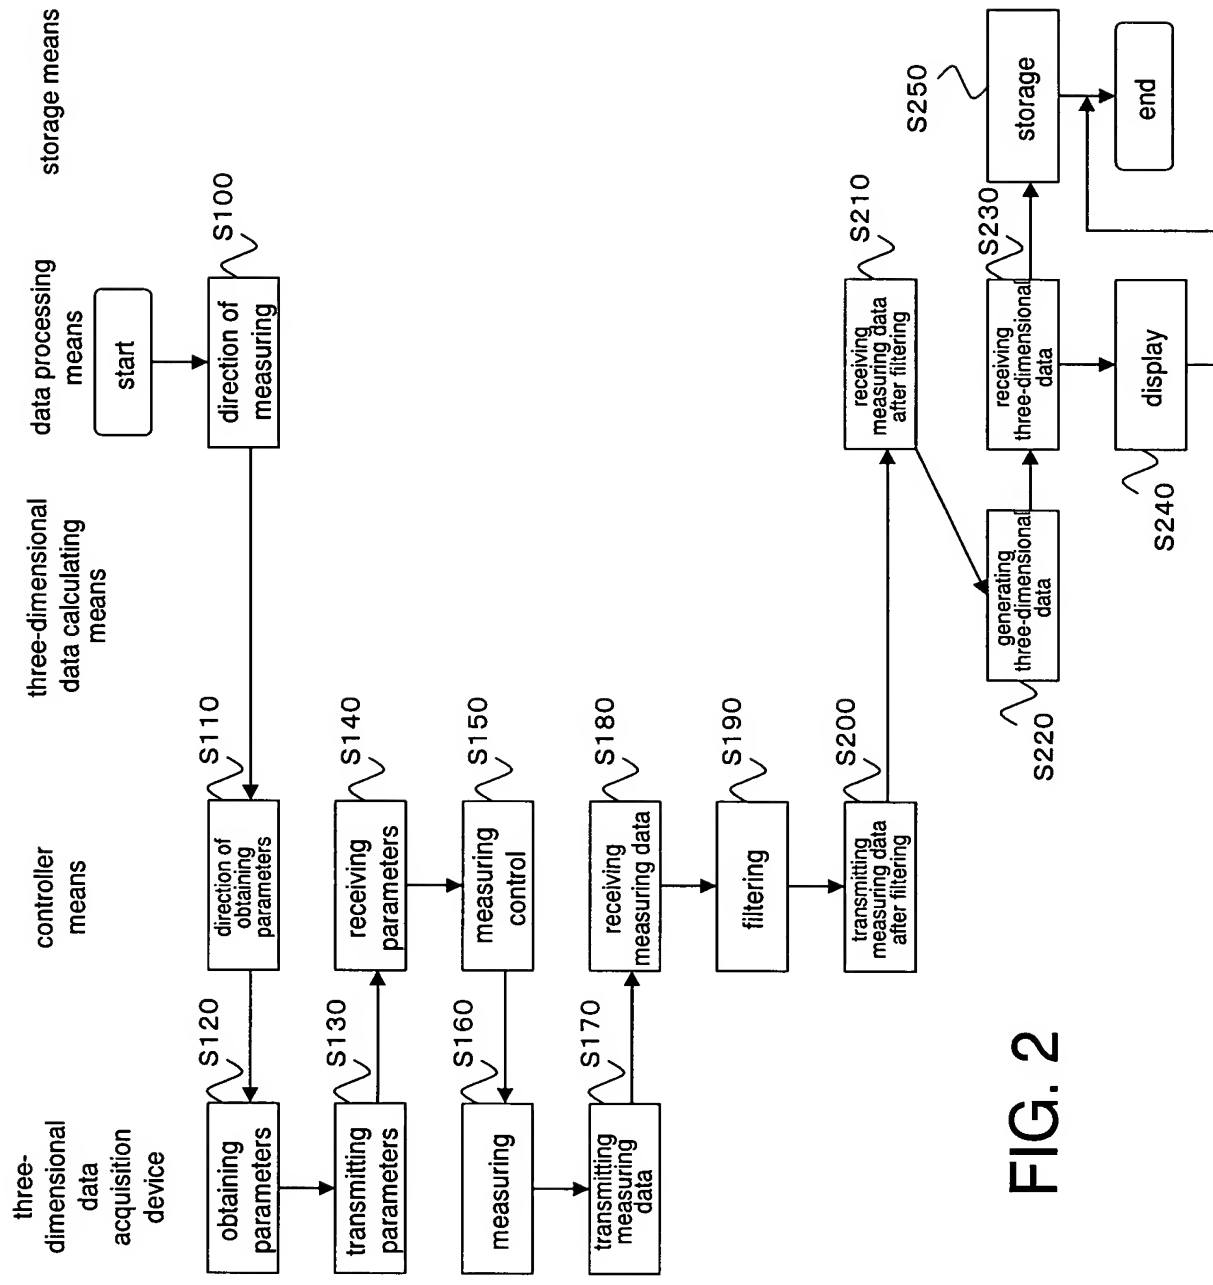 three-
dimensional data
acquisition
device
controller
means
three-dimensional
data calculating
means
data processing
means
storage means
start
direction of
measuring
S100
direction of
obtaining
parameters
S110
obtaining
parameters
S120
transmitting
parameters
S130
receiving
parameters
S140
measuring
control
S150
measuring
S160
transmitting
measuring
data
S170
receiving
measuring data
S180
filtering
S190
transmitting
measuring data
after filtering
S200
receiving
measuring data
after filtering
S210
generating
three-dimensional
data
S220
receiving
three-dimensional
data
S230
display
S240
storage
S250
end
FIG. 2